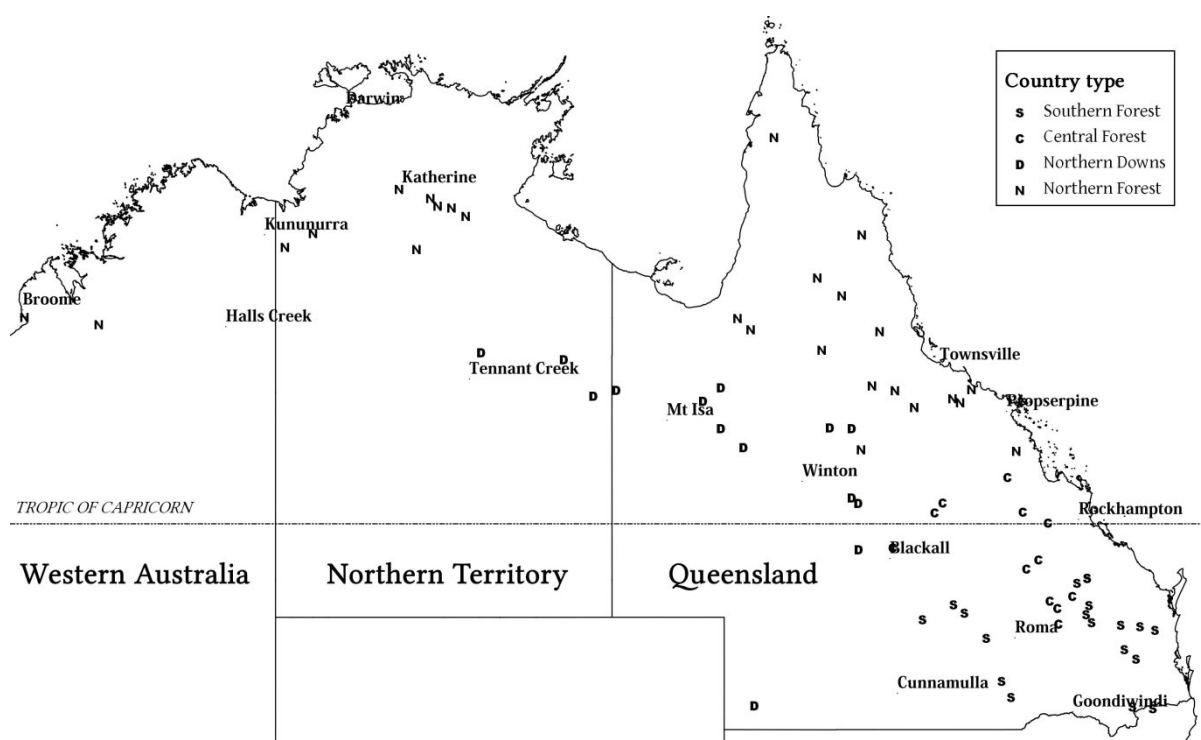 Country type
S Southern Forest
C Central Forest
D Northern Downs
N Northern Forest
Darwin
N
Katherine
N
N
N N N
Kununurra
N
N
N
N
Broome
N
N
Halls Creek
N
N
N
N
N
N
Townsville
D
D
Tennant Creek
D
D
D
D
Mt Isa
N
N
N
N
N
N
Propserpine
D
D
D
D
N
N
Winton
C
D
D
C
C
C
Rockhampton
TROPIC OF CAPRICORN
C
D
C
Blackall
Western Australia
Northern Territory
Queensland
C
C
S
S
C
S
S
S
C
C
S
S
S
Roma
C
S
S
S
S
S
S
S
Cunnamulla
S
S
Goondiwindi
S
S
D